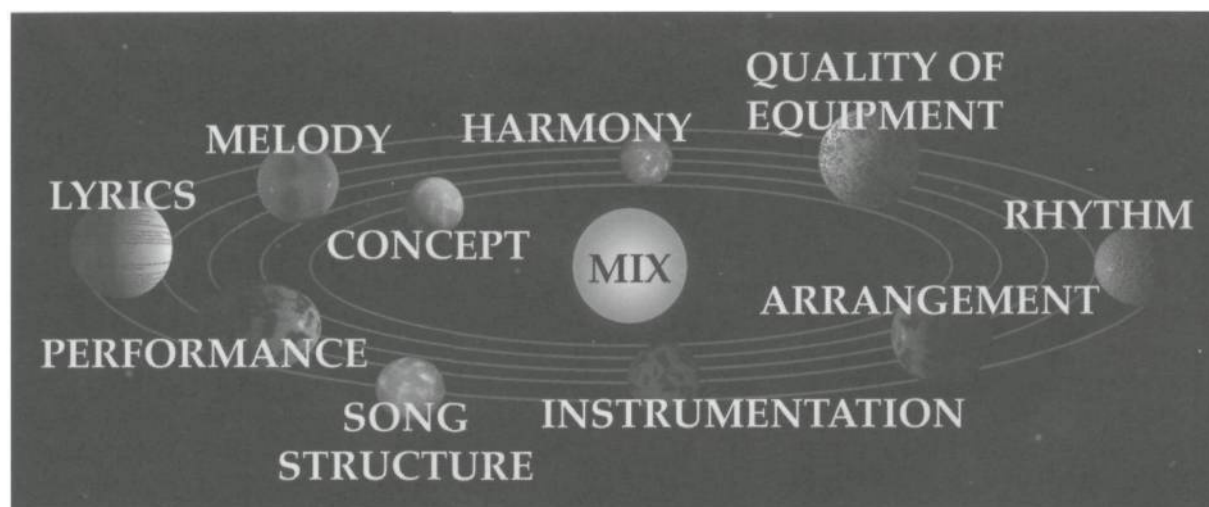 QUALITY OF
EQUIPMENT
HARMONY
MELODY
LYRICS
RHYTHM
CONCEPT
MIX
ARRANGEMENT
PERFORMANCE
SONG
STRUCTURE
INSTRUMENTATION